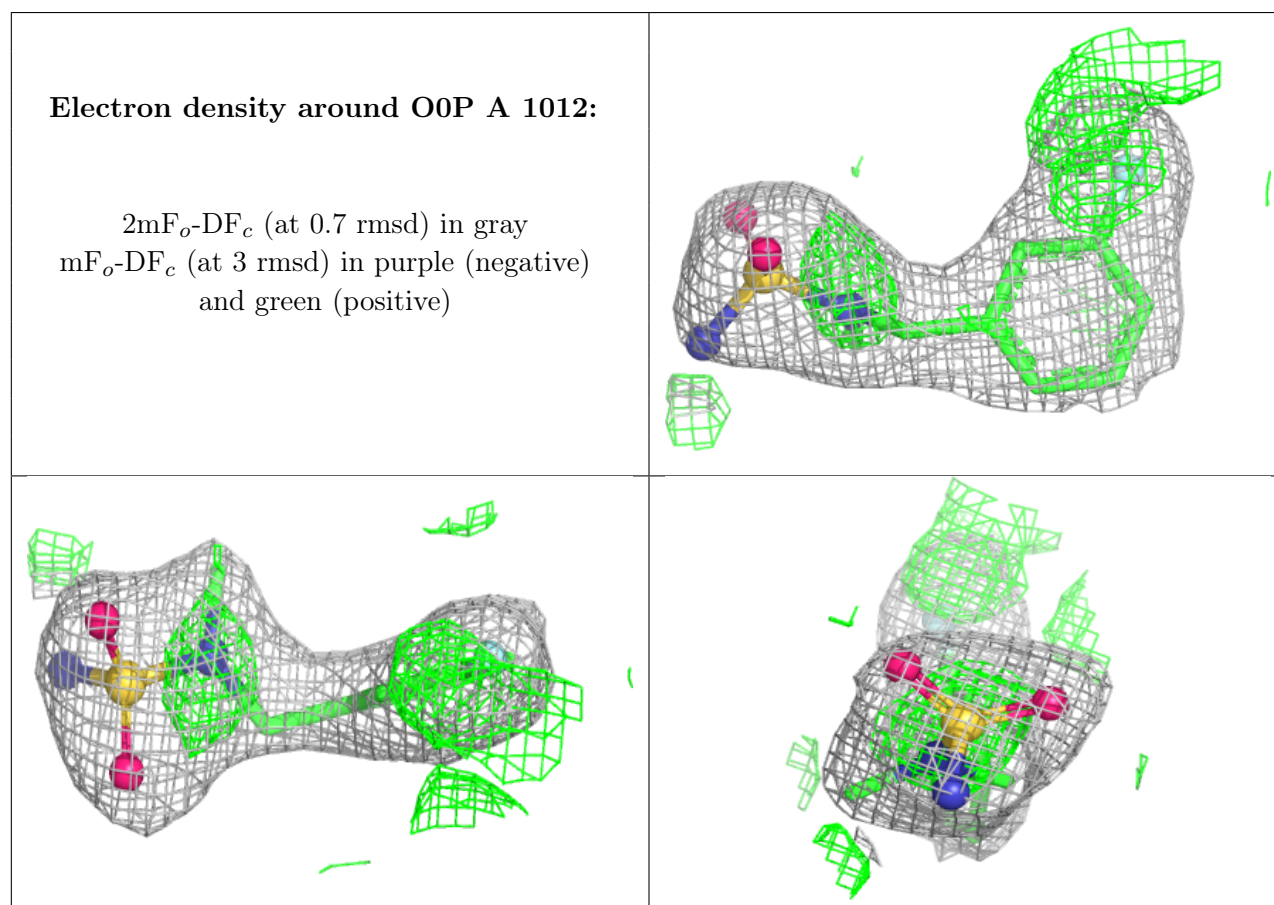 Electron density around O0P A 1012:
2mFo-DFc (at 0.7 rmsd) in gray
mFo-DFc (at 3 rmsd) in purple (negative)
and green (positive)